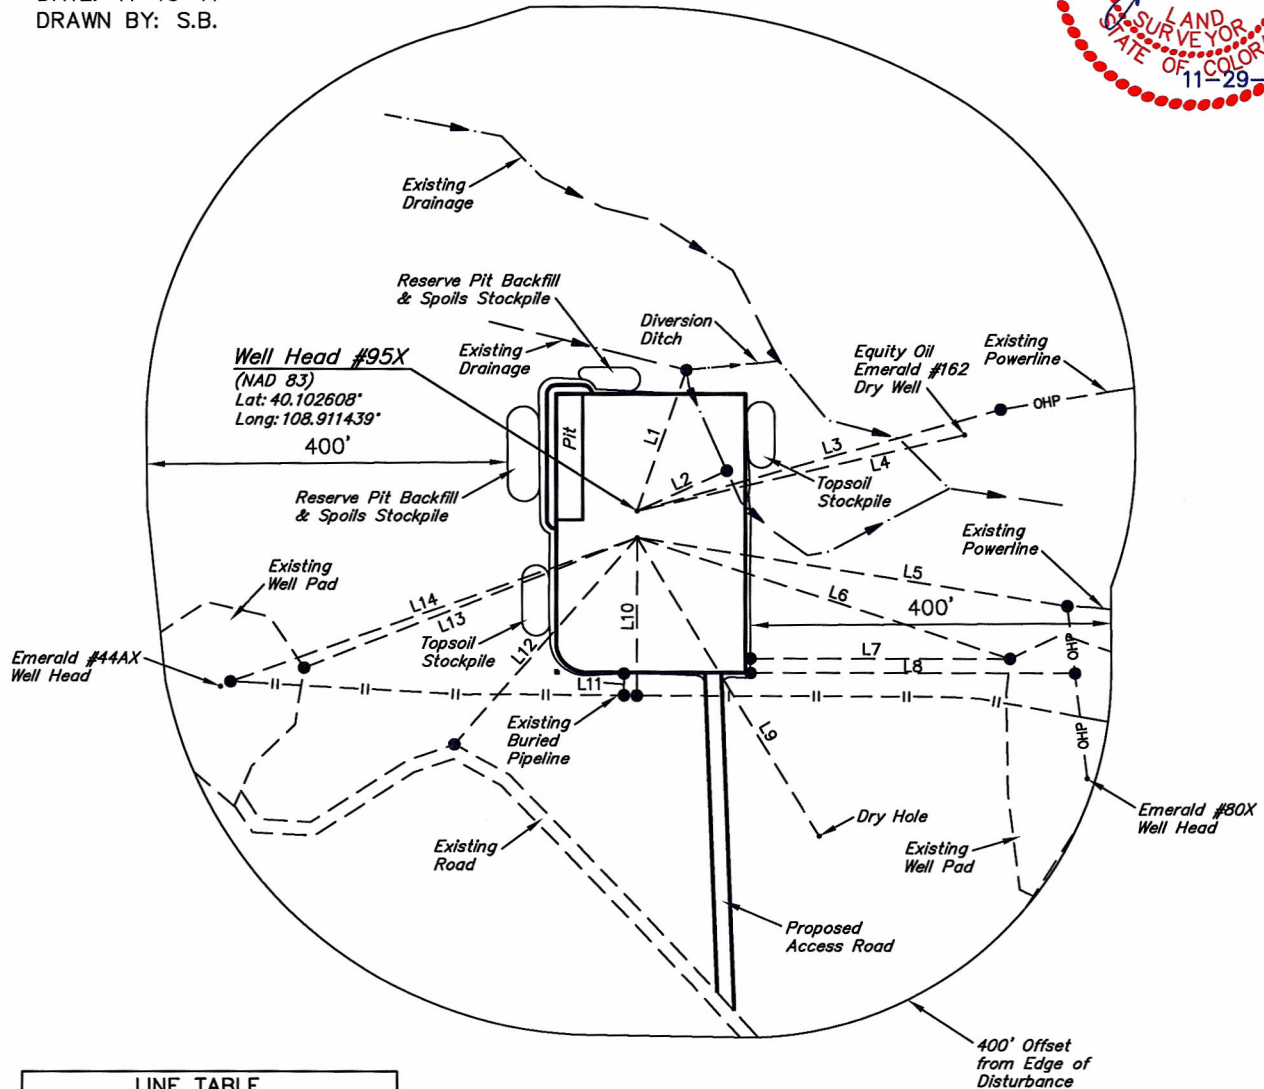 DRAWN BY: S.B.
LAND
SURVEYOR
STATE OF COLOR
11-29-
Existing
Drainage
Reserve Pit Backfill
& Spoils Stockpile
Diversion
Ditch
Existing
Powerline
Equity Oil
Emerald #162
Dry Well
Well Head #95X
(NAD 83)
Lat: 40.102608°
Long: 108.911439°
Existing
Drainage
OHP
400'
Pit
L1
L3
L4
L2
Topsoil
Stockpile
Reserve Pit Backfill
& Spoils Stockpile
Existing
Powerline
Existing
Well Pad
L5
L6
400'
L14
L13
L10
Topsoil
Stockpile
L12
Emerald #44AX
Well Head
L7
L8
OHP
L11
Existing
Buried
Pipeline
L9
OHP
Emerald #80X
Well Head
Dry Hole
Existing
Road
Existing
Well Pad
Proposed
Access Road
400' Offset
from Edge of
Disturbance
LINE TABLE